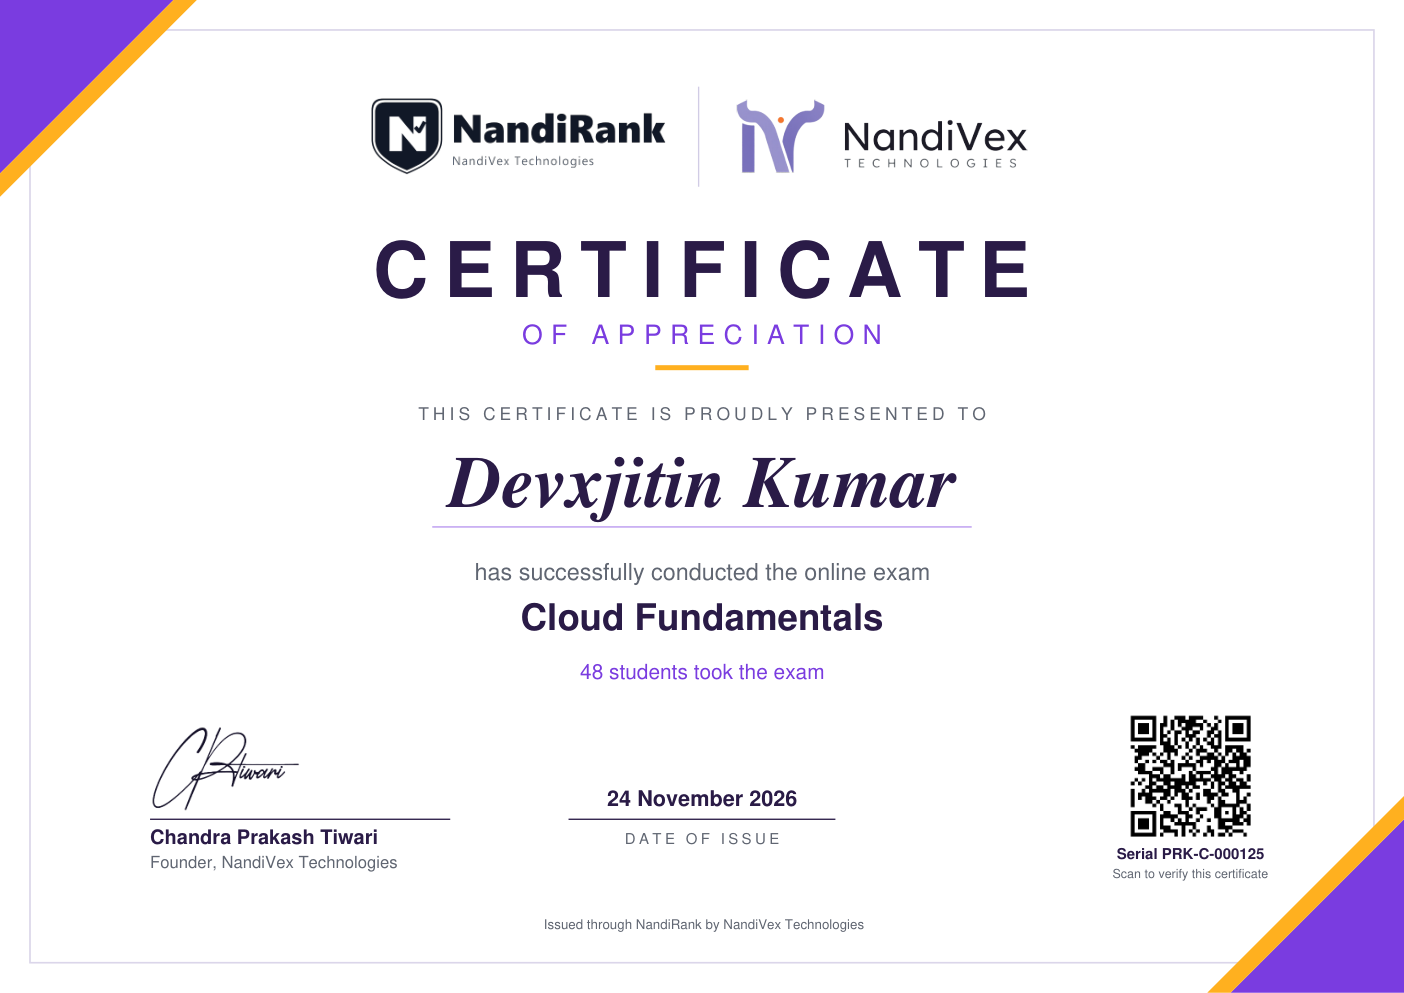 NandiRank
NandiVex Technologies
NandiVex
TECHNOLOGIES
CERTIFICATE
OF APPRECIATION
THIS CERTIFICATE IS PROUDLY PRESENTED TO
Devxjitin Kumar
has successfully conducted the online exam
Cloud Fundamentals
48 students took the exam
CPTiwari
Chandra Prakash Tiwari
Founder, NandiVex Technologies
24 November 2026
DATE OF ISSUE
Serial PRK-C-000125
Scan to verify this certificate
Issued through NandiRank by NandiVex Technologies